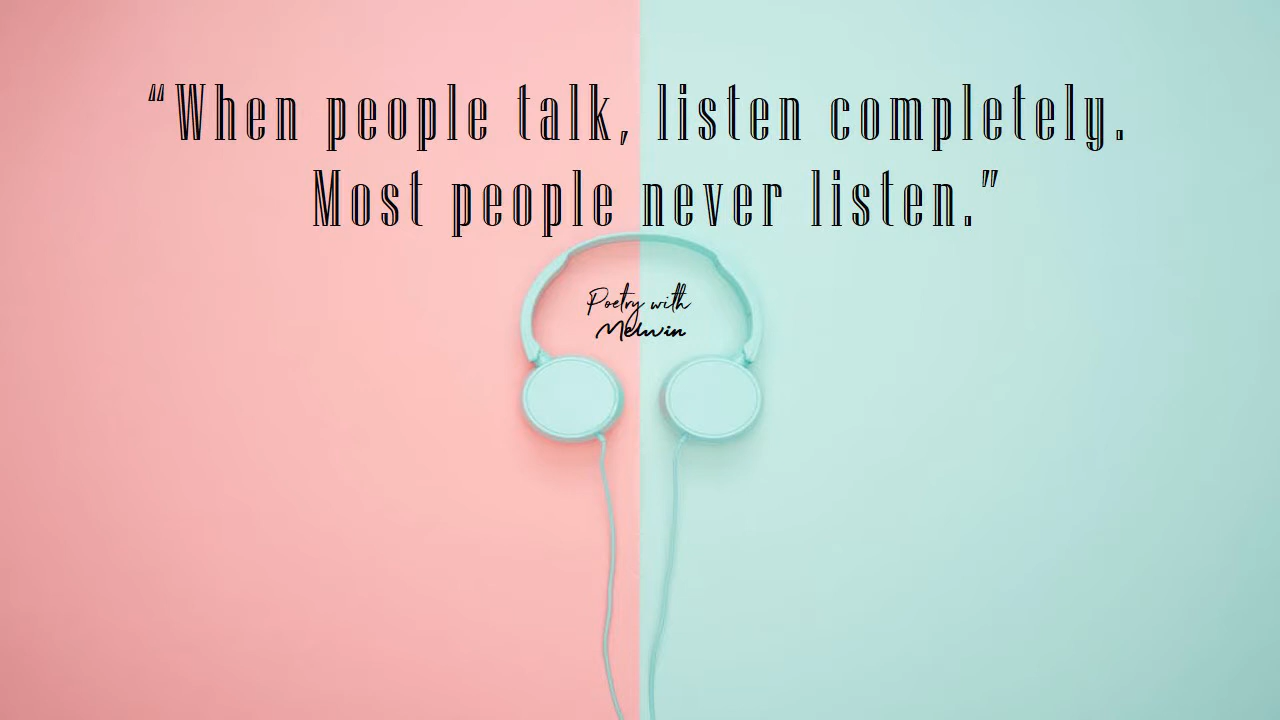 “When people talk, listen completely.
Most people never listen.”
Poetry with
Melwin